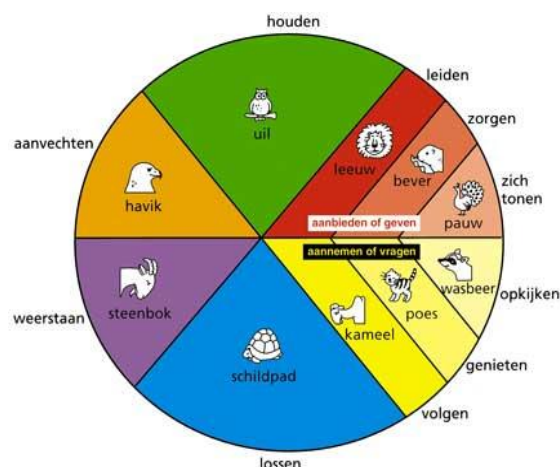 houden
leiden
zorgen
zich
tonen
aanvechten
uil
leeuw
bever
pauw
havik
aanbieden of geven
aannemen of vragen
steenbok
schildpad
kameel
poes
wasbeer
weerstaan
opkijken
genieten
volgen
lossen